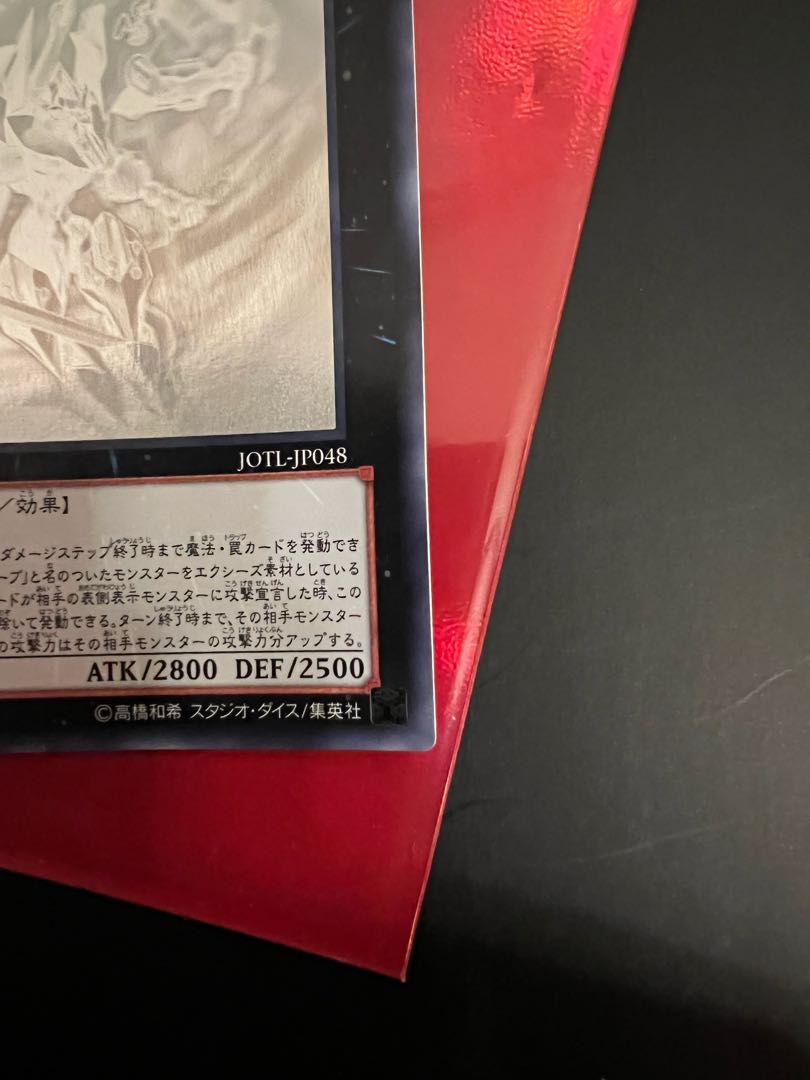 JOTL-JP048
/効果】
ダメージステップ終了時まで魔法・罠カードを発動でき
ープ」と名のついたモンスターをエクシーズ素材としている
ードが相手の表側表示モンスターに攻撃宣言した時、この
除いて発動できる。ターン終了時まで、その相手モンスター
の攻撃力はその相手モンスターの攻撃力分アップする。
ATK/2800 DEF/2500
©高橋和希 スタジオ・ダイス/集英社